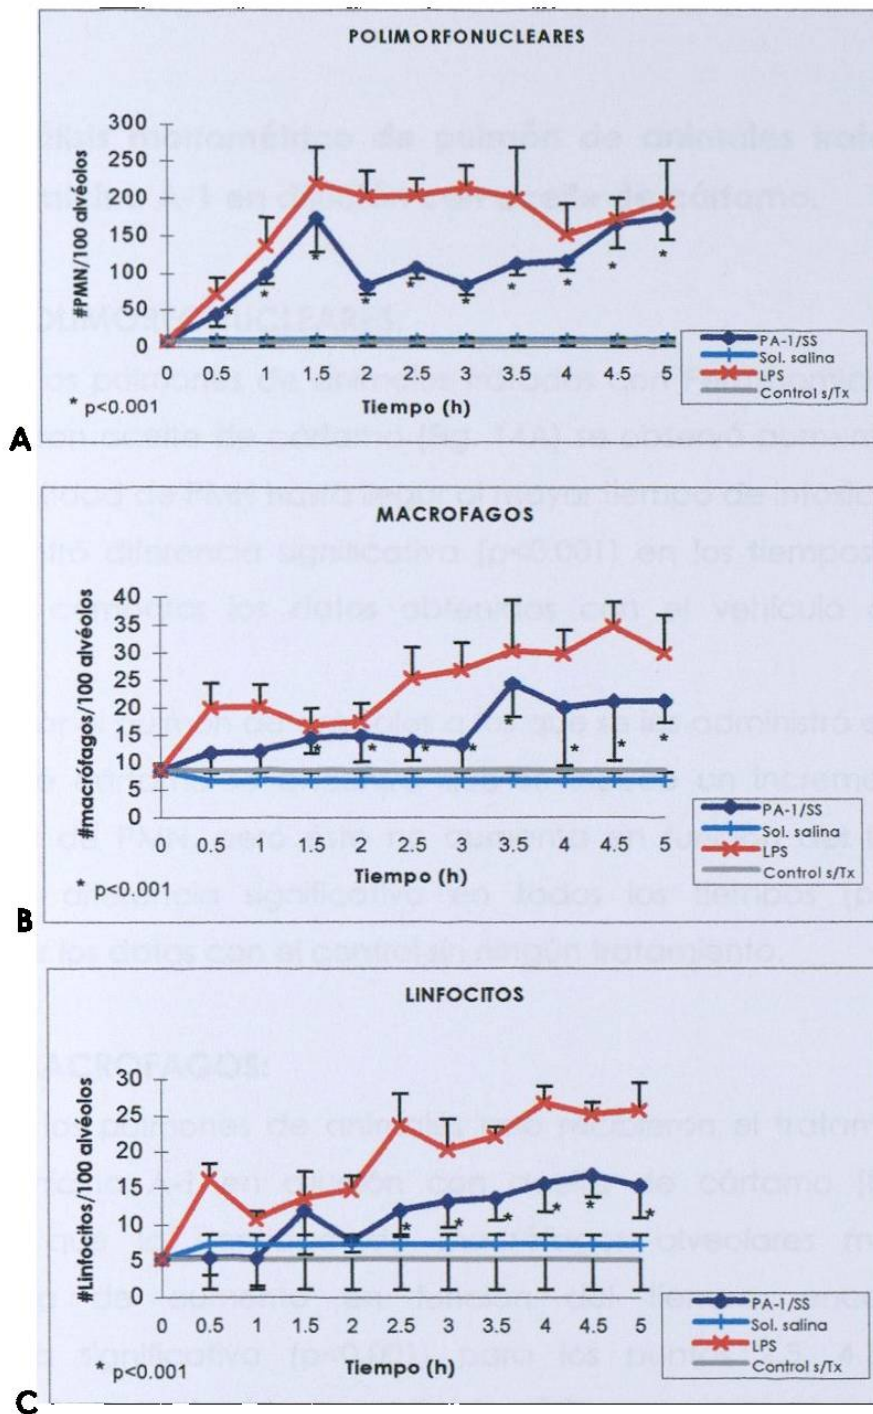 POLIMORFONUCLEARES
#PMN/100 alvéolos
300
250
200
150
100
50
0
0 0.5 1 1.5 2 2.5 3 3.5 4 4.5 5
Tiempo (h)
* p<0.001
PA-1/SS
Sol. salina
LPS
Control s/Tx
A
MACROFAGOS
#macrófagos/100 alvéolos
40
35
30
25
20
15
10
5
0
0 0.5 1 1.5 2 2.5 3 3.5 4 4.5 5
Tiempo (h)
* p<0.001
PA-1/SS
Sol. salina
LPS
Control s/Tx
B
LINFOCITOS
#Linfocitos/100 alvéolos
30
25
20
15
10
5
0
0 0.5 1 1.5 2 2.5 3 3.5 4 4.5 5
Tiempo (h)
p<0.001
PA-1/SS
Sol. salina
LPS
Control s/Tx
C